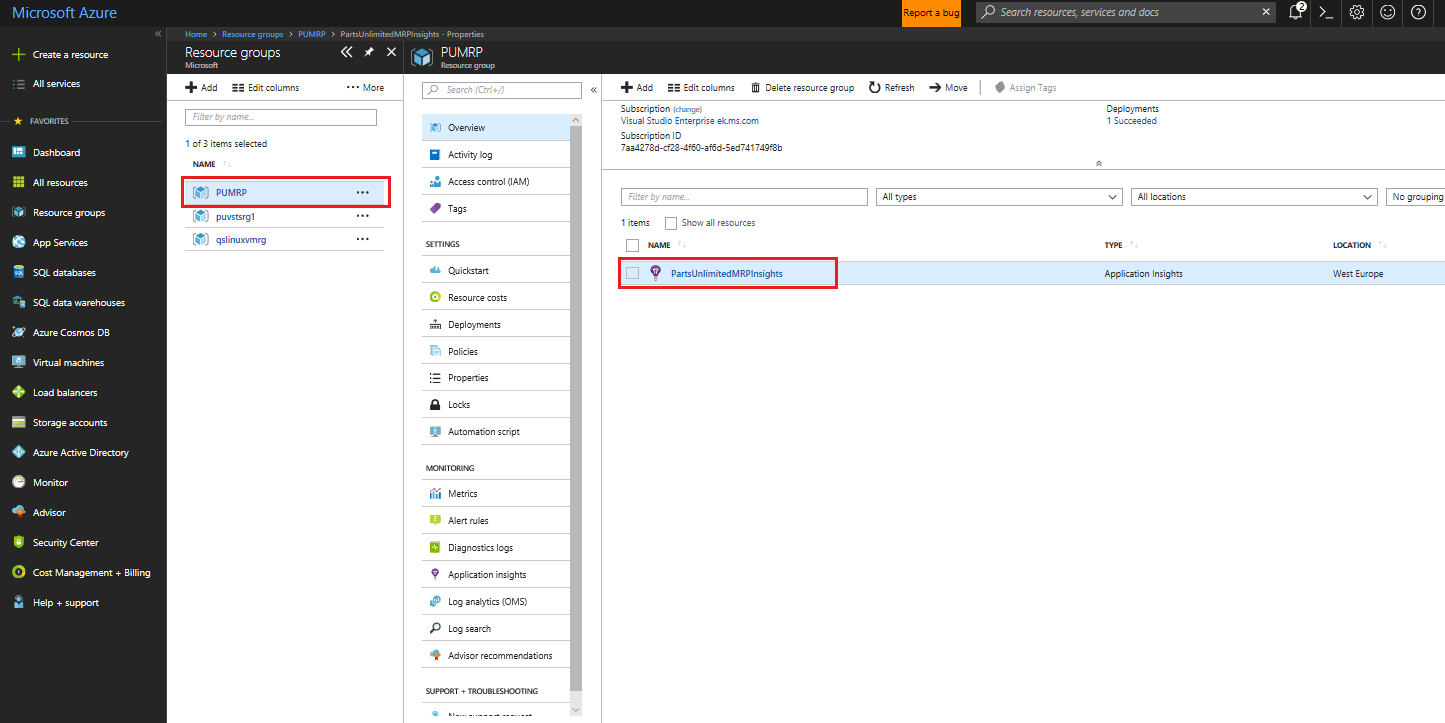 Microsoft Azure
Report a bug
Search resources, services and docs
2
Create a resource
All services
FAVORITES
Dashboard
All resources
Resource groups
App Services
SQL databases
SQL data warehouses
Azure Cosmos DB
Virtual machines
Load balancers
Storage accounts
Azure Active Directory
Monitor
Advisor
Security Center
Cost Management + Billing
Help + support
Home > Resource groups > PUMRP > PartsUnlimitedMRPInsights - Properties
Resource groups
Microsoft
Add Edit columns More
Filter by name...
1 of 3 items selected
NAME
PUMRP
puvstsrg1
qslinuxvmrg
PUMRP
Resource group
Search (Ctrl+/)
Overview
Activity log
Access control (IAM)
Tags
SETTINGS
Quickstart
Resource costs
Deployments
Policies
Properties
Locks
Automation script
MONITORING
Metrics
Alert rules
Diagnostics logs
Application insights
Log analytics (OMS)
Log search
Advisor recommendations
SUPPORT + TROUBLESHOOTING
New support request
Add Edit columns Delete resource group Refresh Move Assign Tags
Subscription (change)
Visual Studio Enterprise ek.ms.com
Subscription ID
7aa4278d-cf28-4f60-af6d-5ed741749f8b
Deployments
1 Succeeded
Filter by name... All types All locations No grouping
1 items Show all resources
NAME TYPE LOCATION
PartsUnlimitedMRPInsights Application Insights West Europe